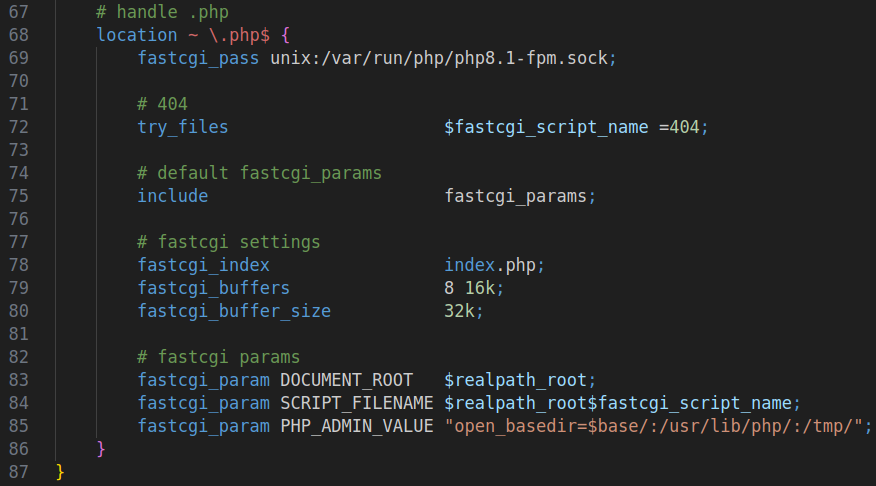 67 # handle .php
68 location ~ \.php$ {
69 fastcgi_pass unix:/var/run/php/php8.1-fpm.sock;
70
71 # 404
72 try_files $fastcgi_script_name =404;
73
74 # default fastcgi_params
75 include fastcgi_params;
76
77 # fastcgi settings
78 fastcgi_index index.php;
79 fastcgi_buffers 8 16k;
80 fastcgi_buffer_size 32k;
81
82 # fastcgi params
83 fastcgi_param DOCUMENT_ROOT $realpath_root;
84 fastcgi_param SCRIPT_FILENAME $realpath_root$fastcgi_script_name;
85 fastcgi_param PHP_ADMIN_VALUE "open_basedir=$base/:/usr/lib/php/:/tmp/";
86 }
87 }